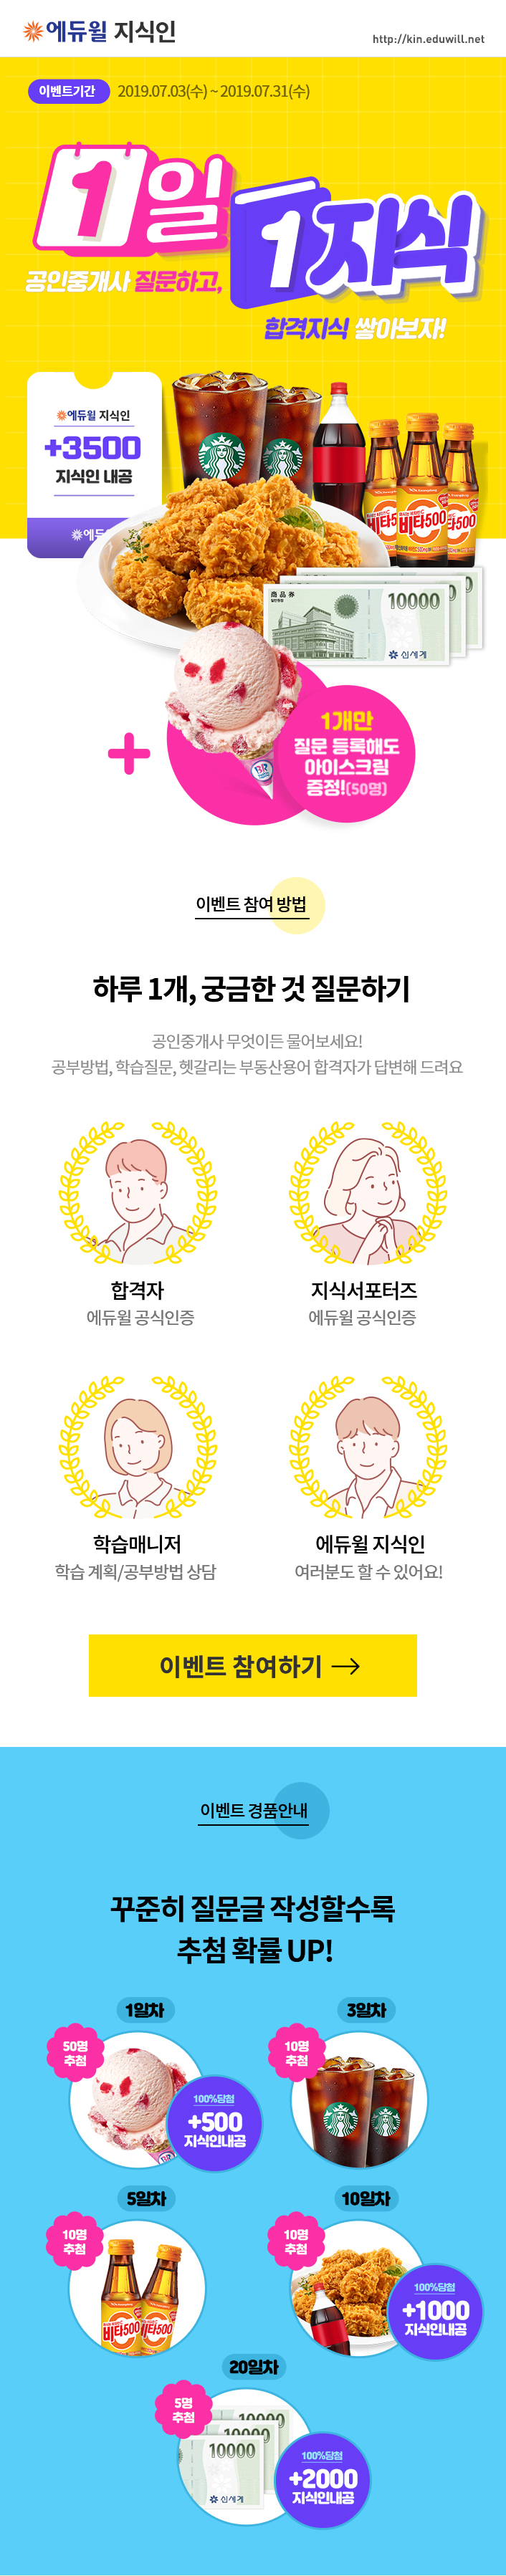 에듀윌 지식인
http://kin.eduwill.net
이벤트기간 2019.07.03(수) ~ 2019.07.31(수)
1일
1지식
공인중개사 질문하고,
합격지식 쌓아보자!
에듀윌 지식인
+3500
지식인 내공
비타500
비타500
비타500
商品券
10000
신세계
1개만
질문 등록해도
아이스크림
증정!(50명)
+
BR
이벤트 참여 방법
하루 1개, 궁금한 것 질문하기
공인중개사 무엇이든 물어보세요!
공부방법, 학습질문, 헷갈리는 부동산용어 합격자가 답변해 드려요
합격자
에듀윌 공식인증
지식서포터즈
에듀윌 공식인증
학습매니저
학습 계획/공부방법 상담
에듀윌 지식인
여러분도 할 수 있어요!
이벤트 참여하기 →
이벤트 경품안내
꾸준히 질문글 작성할수록
추첨 확률 UP!
1일차
50명
추첨
100%당첨
+500
지식인내공
3일차
10명
추첨
5일차
10명
추첨
비타500
비타500
10일차
10명
추첨
100%당첨
+1000
지식인내공
20일차
5명
추첨
10000
10000
10000
신세계
100%당첨
+2000
지식인내공